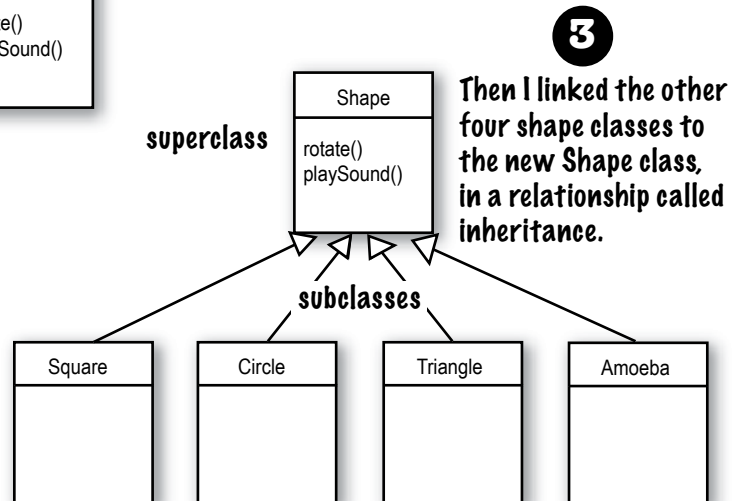 Sound()
3
Then I linked the other
four shape classes to
the new Shape class,
in a relationship called
inheritance.
superclass
Shape
rotate()
playSound()
subclasses
Square
Circle
Triangle
Amoeba